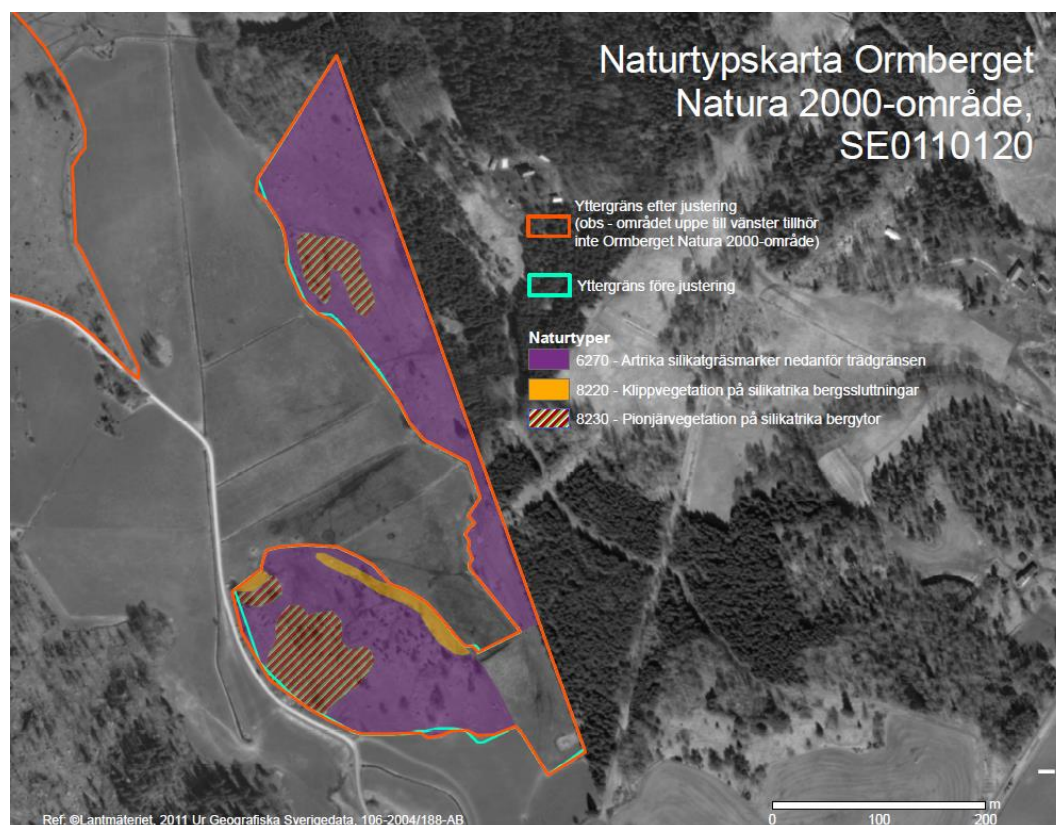 Naturtypskarta Ormberget
Natura 2000-område,
SE0110120
Yttergräns efter justering
(obs - området uppe till vänster tillhör
inte Ormberget Natura 2000-område)
Yttergräns före justering
Naturtyper
6270 - Artrika silikatgräsmarker nedanför trädgränsen
8220 - Klippvegetation på silikatrika bergssluttningar
8230 - Pionjärvegetation på silikatrika bergytor
m
0 100 200
Ref: ©Lantmäteriet, 2011 Ur Geografiska Sverigedata, 106-2004/188-AB